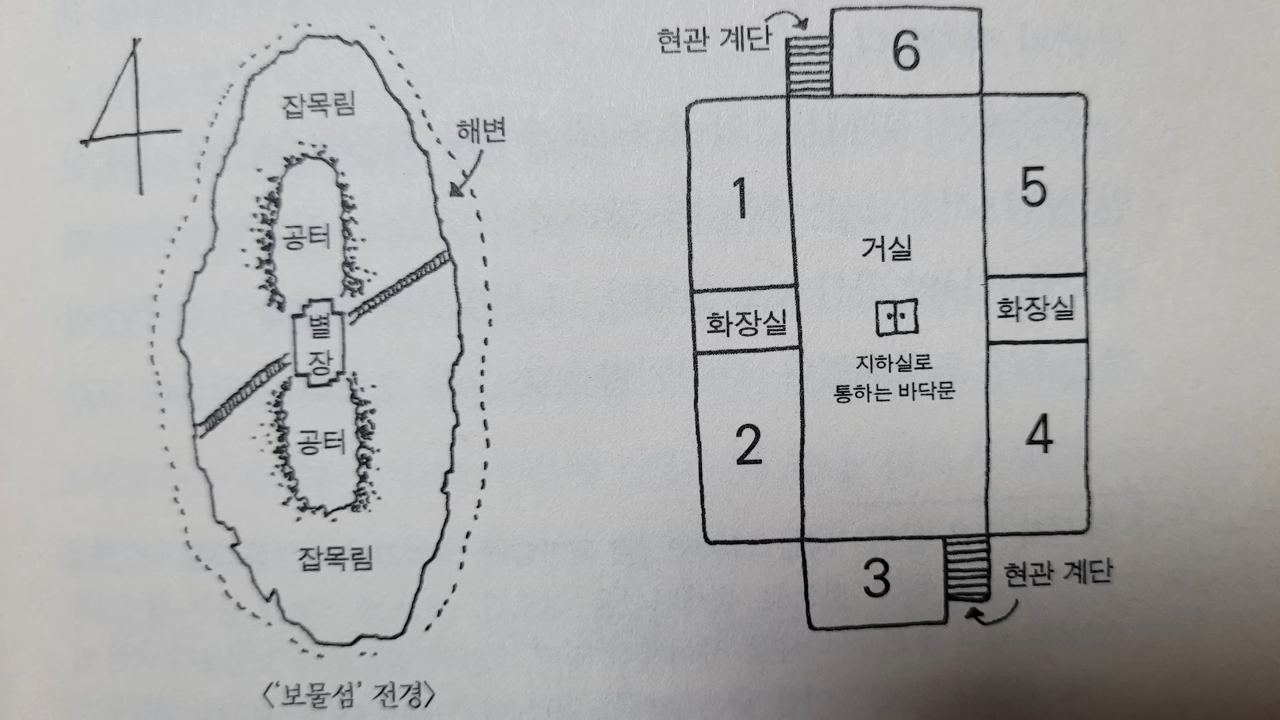 잡목림
해변
공터
별
장
공터
잡목림
〈‘보물섬’ 전경〉
현관 계단
6
1
5
거실
화장실
화장실
지하실로
통하는 바닥문
2
4
3
현관 계단